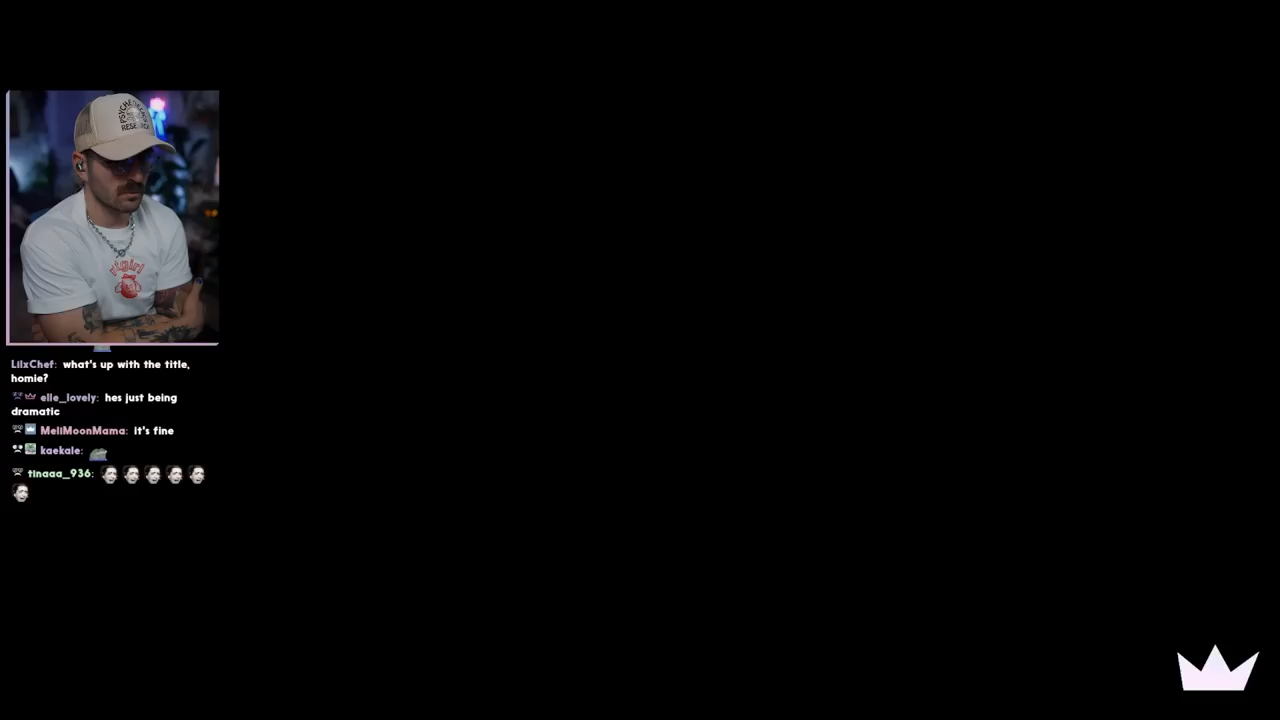 PSYCHEDELIC
RESEARCH
ripigirl
LilxChef: what's up with the title,
homie?
elle_lovely: hes just being
dramatic
MeliMoonMama: it's fine
kaekale:
tinaaa_936: